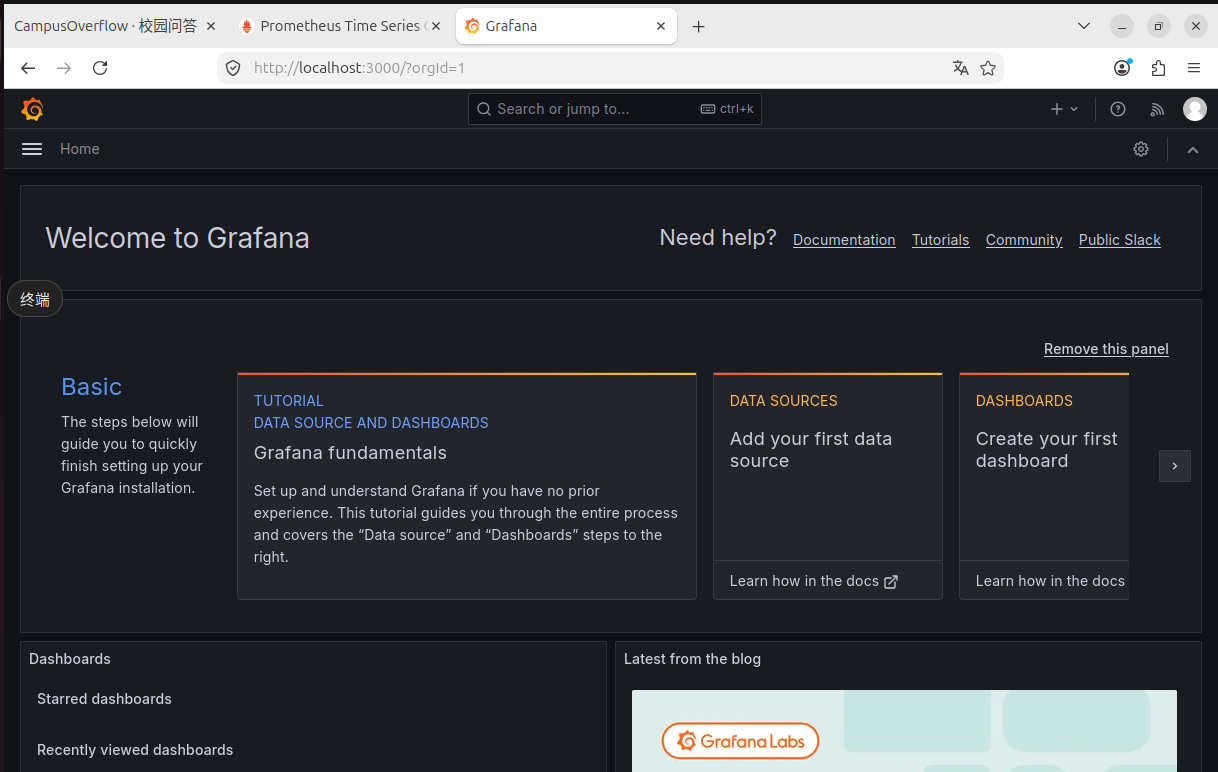 CampusOverflow · 校园问答
Prometheus Time Series
Grafana
http://localhost:3000/?orgId=1
Search or jump to...
ctrl+k
Home
Welcome to Grafana
Need help?
Documentation
Tutorials
Community
Public Slack
终端
Remove this panel
Basic
The steps below will
guide you to quickly
finish setting up your
Grafana installation.
TUTORIAL
DATA SOURCE AND DASHBOARDS
Grafana fundamentals
Set up and understand Grafana if you have no prior
experience. This tutorial guides you through the entire process
and covers the “Data source” and “Dashboards” steps to the
right.
DATA SOURCES
Add your first data
source
Learn how in the docs
DASHBOARDS
Create your first
dashboard
Learn how in the docs
Dashboards
Starred dashboards
Recently viewed dashboards
Latest from the blog
Grafana Labs